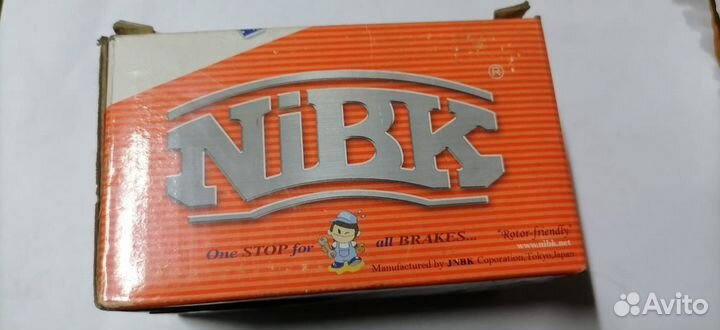 NiBK®
One STOP for all BRAKES...
"Rotor-friendly"
www.nibk.net
Manufactured by JNBK Coporation,Tokyo,Japan
Avito